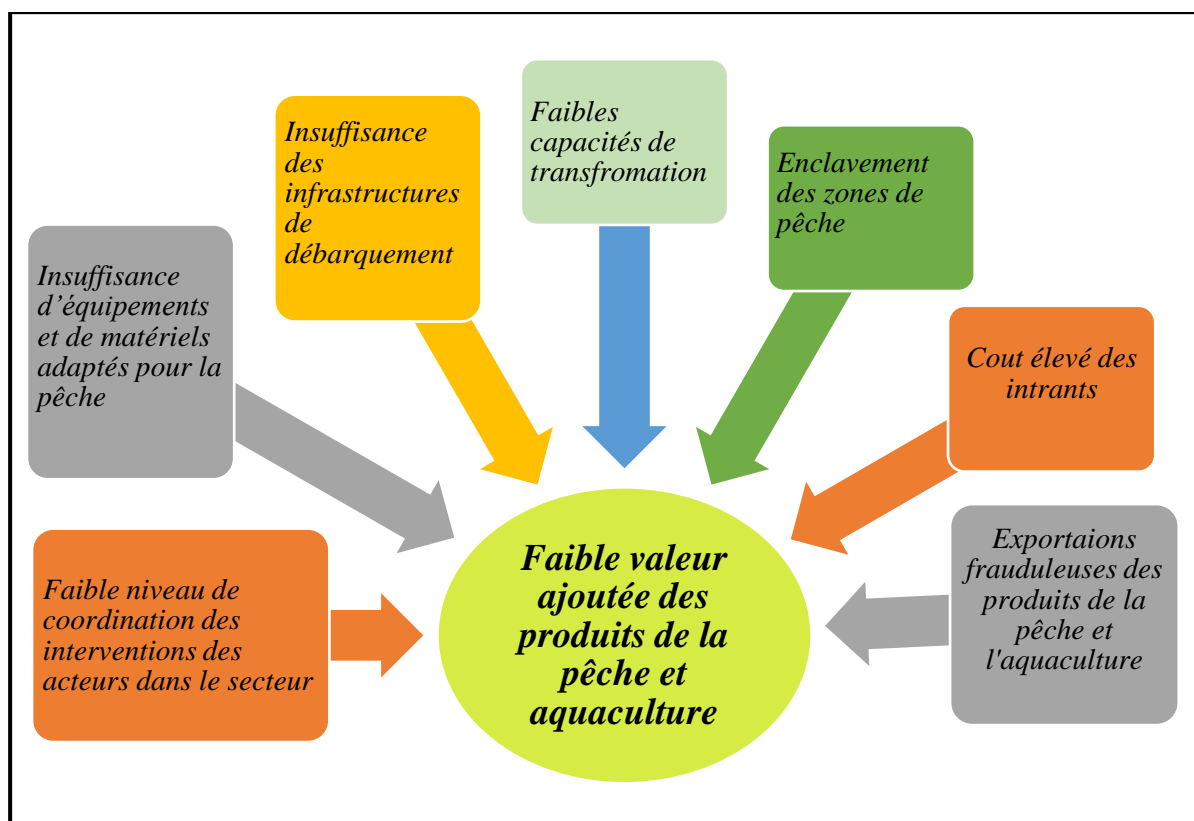 Faible niveau de
coordination des
interventions des
acteurs dans le secteur
Insuffisance
d’équipements
et de matériels
adaptés pour la
pêche
Insuffisance
des
infrastructures
de
débarquement
Faibles
capacités de
transfromation
Enclavement
des zones de
pêche
Cout élevé des
intrants
Exportaions
frauduleuses des
produits de la
pêche et
l'aquaculture
Faible valeur
ajoutée des
produits de la
pêche et
aquaculture